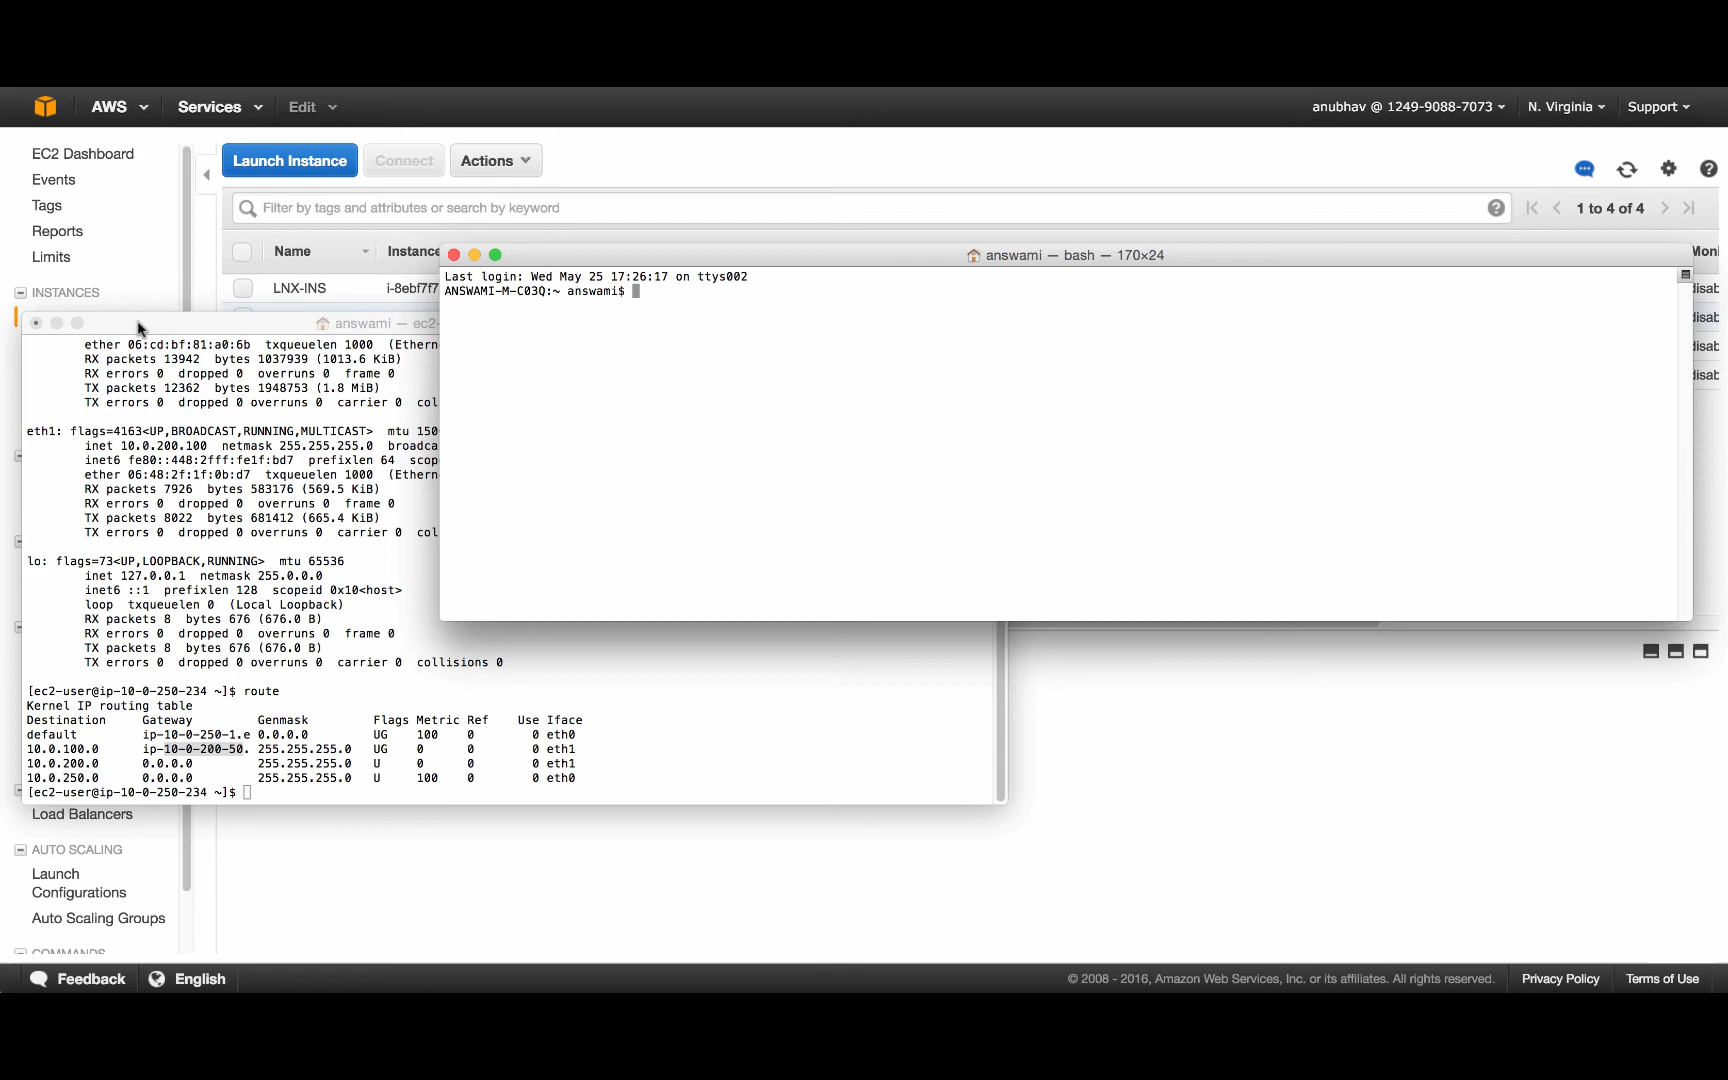 AWS Services Edit anubhav @ 1249-9088-7073 N. Virginia Support
EC2 Dashboard
Events
Tags
Reports
Limits
INSTANCES
Load Balancers
AUTO SCALING
Launch
Configurations
Auto Scaling Groups
COMMANDS
Launch Instance Connect Actions
Filter by tags and attributes or search by keyword
1 to 4 of 4
Name Instance Moni
LNX-INS i-8ebf7f7 disab
disab
disab
disab
answami — bash — 170×24
Last login: Wed May 25 17:26:17 on ttys002
ANSWAMI-M-C03Q:~ answami$
answami — ec2-
ether 06:cd:bf:81:a0:6b txqueuelen 1000 (Ethern
RX packets 13942 bytes 1037939 (1013.6 KiB)
RX errors 0 dropped 0 overruns 0 frame 0
TX packets 12362 bytes 1948753 (1.8 MiB)
TX errors 0 dropped 0 overruns 0 carrier 0 col
eth1: flags=4163<UP,BROADCAST,RUNNING,MULTICAST> mtu 150
inet 10.0.200.100 netmask 255.255.255.0 broadca
inet6 fe80::448:2fff:fe1f:bd7 prefixlen 64 scop
ether 06:48:2f:1f:0b:d7 txqueuelen 1000 (Ethern
RX packets 7926 bytes 583176 (569.5 KiB)
RX errors 0 dropped 0 overruns 0 frame 0
TX packets 8022 bytes 681412 (665.4 KiB)
TX errors 0 dropped 0 overruns 0 carrier 0 col
lo: flags=73<UP,LOOPBACK,RUNNING> mtu 65536
inet 127.0.0.1 netmask 255.0.0.0
inet6 ::1 prefixlen 128 scopeid 0x10<host>
loop txqueuelen 0 (Local Loopback)
RX packets 8 bytes 676 (676.0 B)
RX errors 0 dropped 0 overruns 0 frame 0
TX packets 8 bytes 676 (676.0 B)
TX errors 0 dropped 0 overruns 0 carrier 0 collisions 0
[ec2-user@ip-10-0-250-234 ~]$ route
Kernel IP routing table
Destination Gateway Genmask Flags Metric Ref Use Iface
default ip-10-0-250-1.e 0.0.0.0 UG 100 0 0 eth0
10.0.100.0 ip-10-0-200-50. 255.255.255.0 UG 0 0 0 eth1
10.0.200.0 0.0.0.0 255.255.255.0 U 0 0 0 eth1
10.0.250.0 0.0.0.0 255.255.255.0 U 100 0 0 eth0
[ec2-user@ip-10-0-250-234 ~]$
Feedback English © 2008 - 2016, Amazon Web Services, Inc. or its affiliates. All rights reserved. Privacy Policy Terms of Use